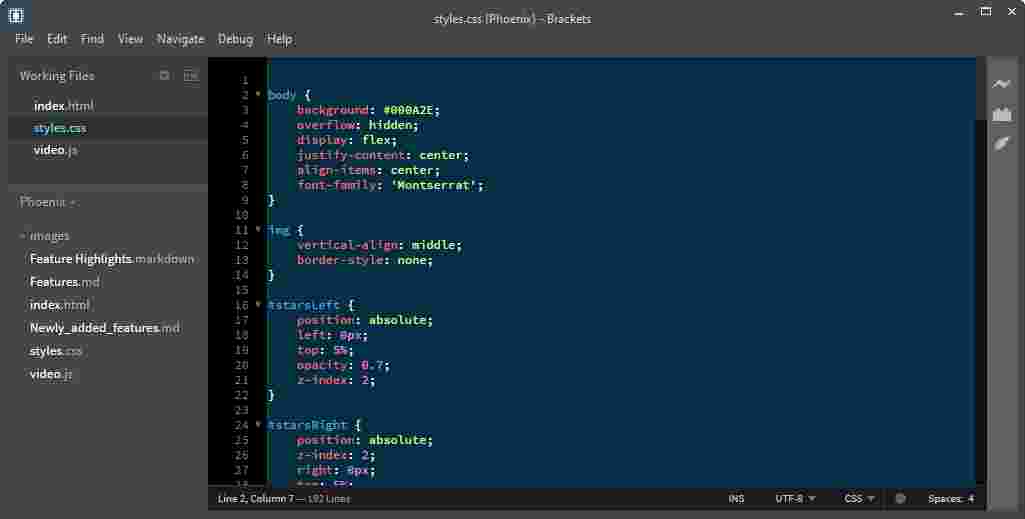 styles.css (Phoenix) - Brackets
File Edit Find View Navigate Debug Help
Working Files
index.html
styles.css
video.js
Phoenix
images
Feature Highlights.markdown
Features.md
index.html
Newly_added_features.md
styles.css
video.js
1
2 body {
3 background: #000A2E;
4 overflow: hidden;
5 display: flex;
6 justify-content: center;
7 align-items: center;
8 font-family: 'Montserrat';
9 }
10
11 img {
12 vertical-align: middle;
13 border-style: none;
14 }
15
16 #starsLeft {
17 position: absolute;
18 left: 0px;
19 top: 5%;
20 opacity: 0.7;
21 z-index: 2;
22 }
23
24 #starsRight {
25 position: absolute;
26 z-index: 2;
27 right: 0px;
28 top: 5%;
Line 2, Column 7 — 192 Lines INS UTF-8 CSS Spaces: 4